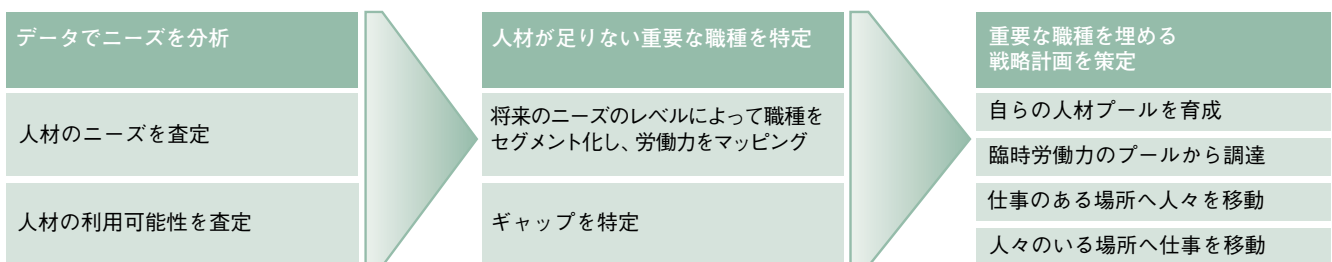 データでニーズを分析
人材のニーズを査定
人材の利用可能性を査定
人材が足りない重要な職種を特定
将来のニーズのレベルによって職種を
セグメント化し、労働力をマッピング
ギャップを特定
重要な職種を埋める
戦略計画を策定
自らの人材プールを育成
臨時労働力のプールから調達
仕事のある場所へ人々を移動
人々のいる場所へ仕事を移動